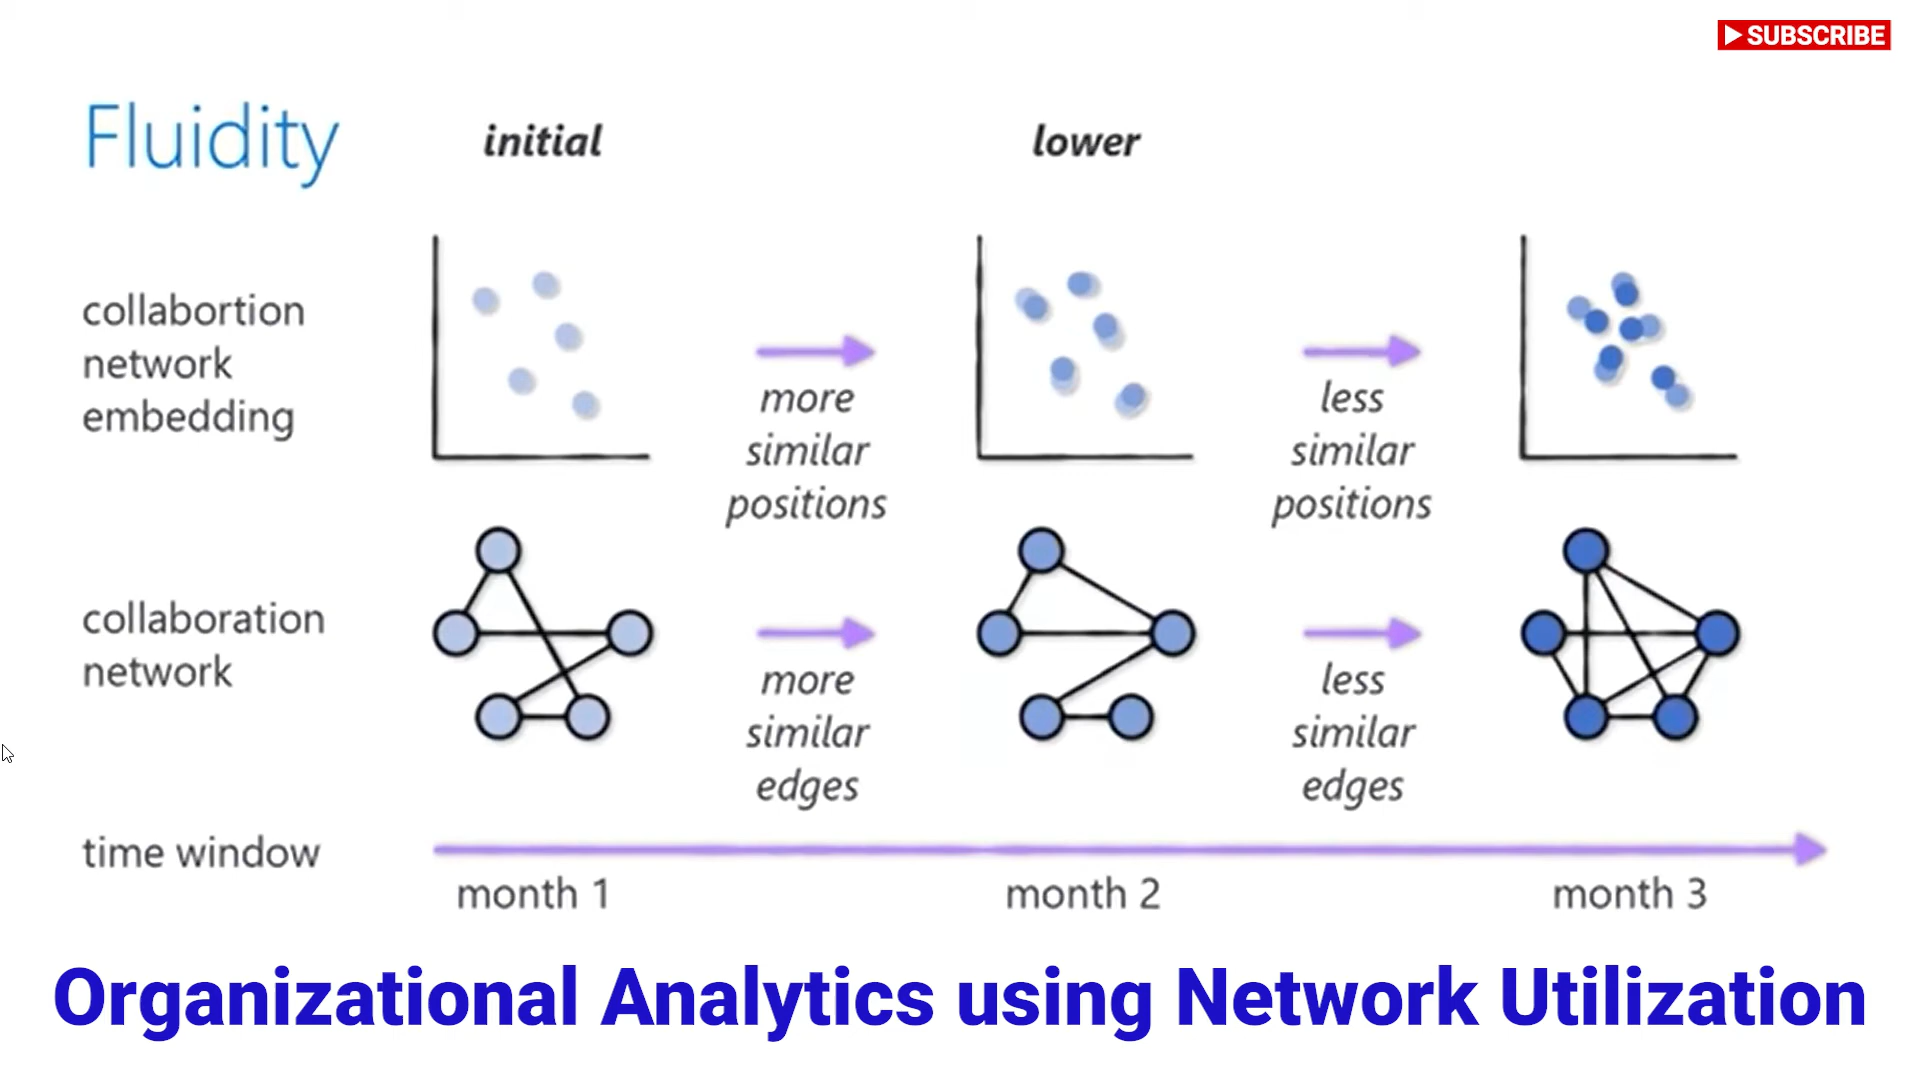 SUBSCRIBE
Fluidity
initial
lower
collabortion
network
embedding
more
similar
positions
less
similar
positions
collaboration
network
more
similar
edges
less
similar
edges
time window
month 1
month 2
month 3
Organizational Analytics using Network Utilization